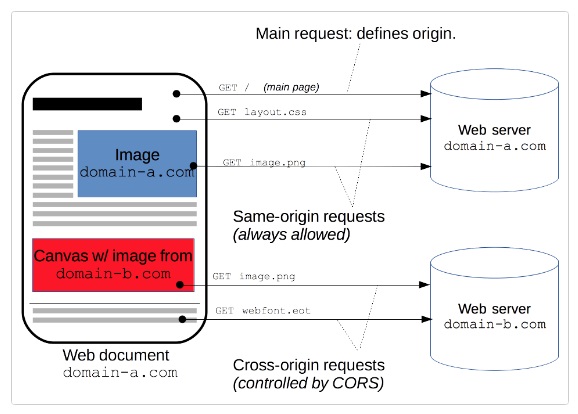 Main request: defines origin.
GET / (main page)
GET layout.css
Image
domain-a.com
GET image.png
Web server
domain-a.com
Same-origin requests
(always allowed)
Canvas w/ image from
domain-b.com
GET image.png
GET webfont.eot
Web server
domain-b.com
Web document
domain-a.com
Cross-origin requests
(controlled by CORS)